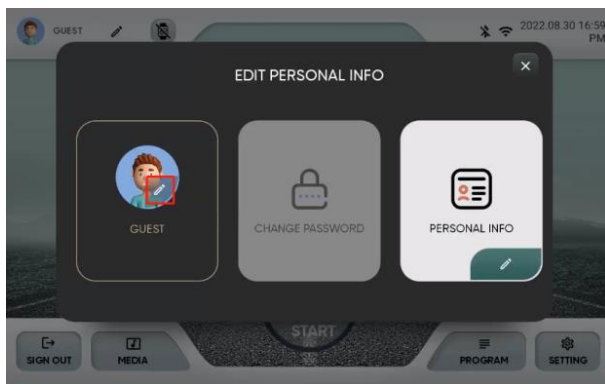 GUEST
2022.08.30 16:59
PM
EDIT PERSONAL INFO
GUEST
CHANGE PASSWORD
PERSONAL INFO
START
SIGN OUT
MEDIA
PROGRAM
SETTING